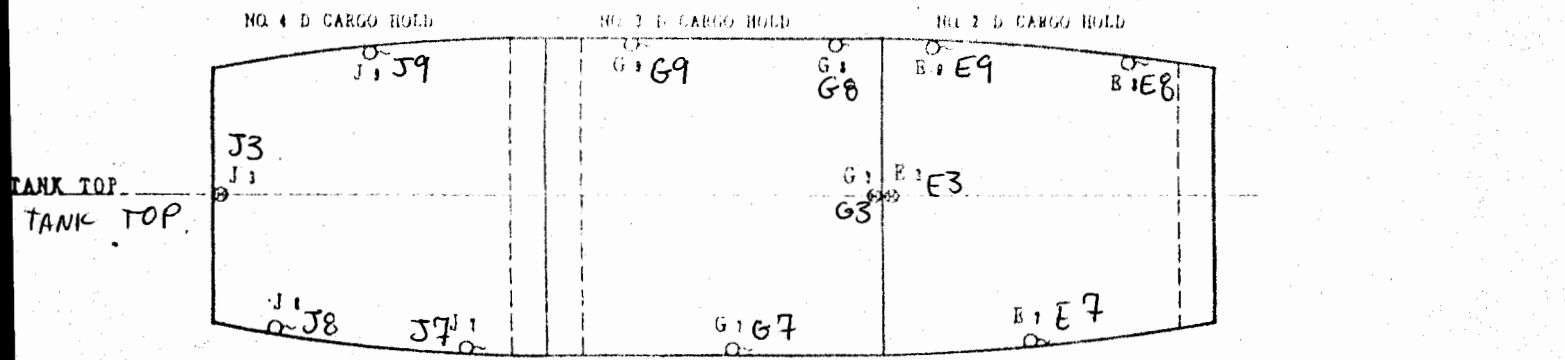 NO. 4 D CARGO HOLD
NO. 3 D CARGO HOLD
NO. 2 D CARGO HOLD
J9
G9
G8
E9
E8
J3
TANK TOP
TANK TOP.
G3
E3
J8
J7
G7
E7